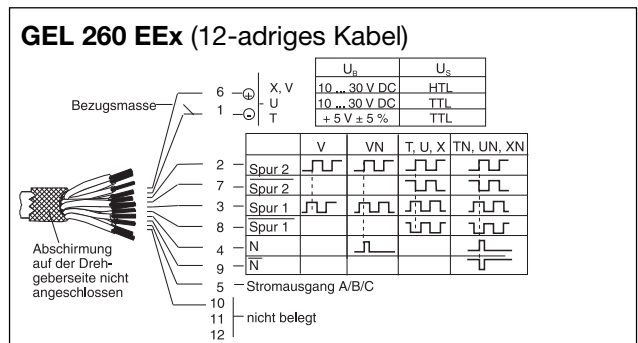 GEL 260 EEx (12-adriges Kabel)
U_B U_S
6 X, V 10 ... 30 V DC HTL
Bezugsmasse U 10 ... 30 V DC TTL
1 T + 5 V ± 5 % TTL
V VN T, U, X TN, UN, XN
2 Spur 2
7 S̅p̅u̅r̅ ̅2̅
3 Spur 1
8 S̅p̅u̅r̅ ̅1̅
4 N
9 N̅
5 Stromausgang A/B/C
10
11 nicht belegt
12
Abschirmung
auf der Dreh-
geberseite nicht
angeschlossen